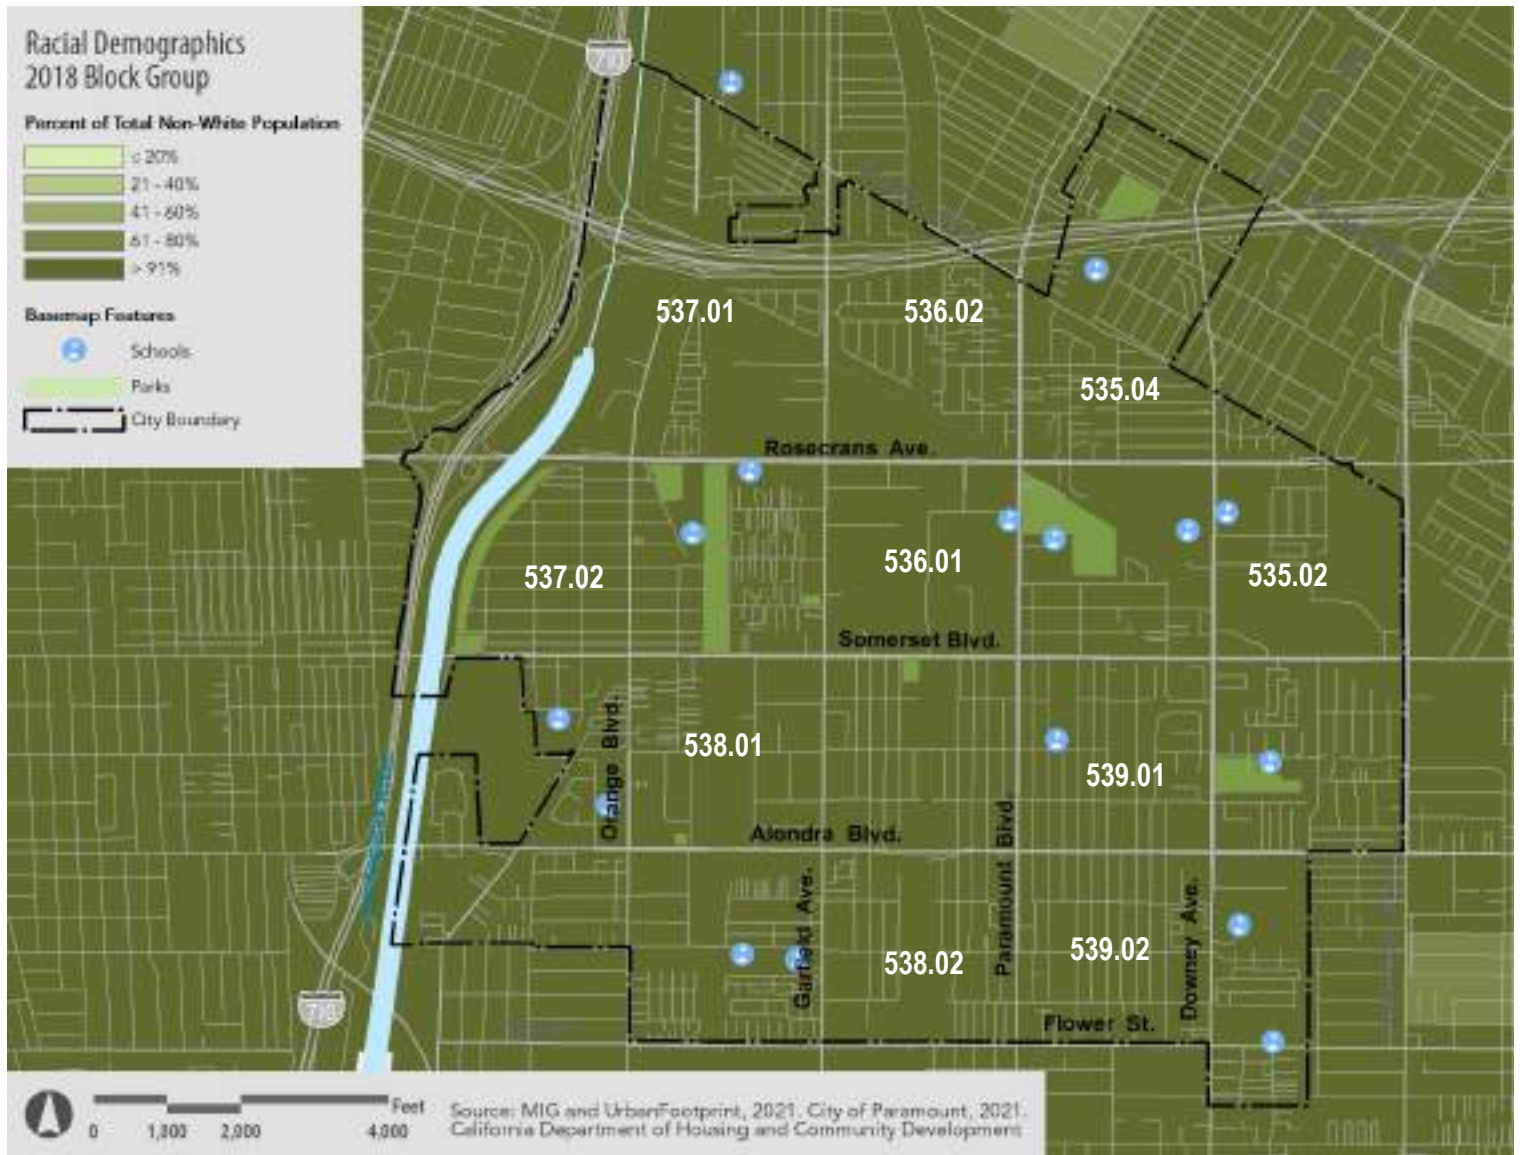 Racial Demographics
2018 Block Group
Percent of Total Non-White Population
≤ 20%
21 - 40%
41 - 60%
61 - 80%
> 91%
Basemap Features
Schools
Parks
City Boundary
537.01
536.02
535.04
Rosecrans Ave.
537.02
536.01
535.02
Somerset Blvd.
Orange Blvd.
538.01
539.01
Alondra Blvd.
Paramount Blvd.
Garfield Ave.
Downey Ave.
538.02
539.02
Flower St.
0 1,000 2,000 4,000 Feet
Source: MIG and UrbanFootprint, 2021. City of Paramount, 2021.
California Department of Housing and Community Development